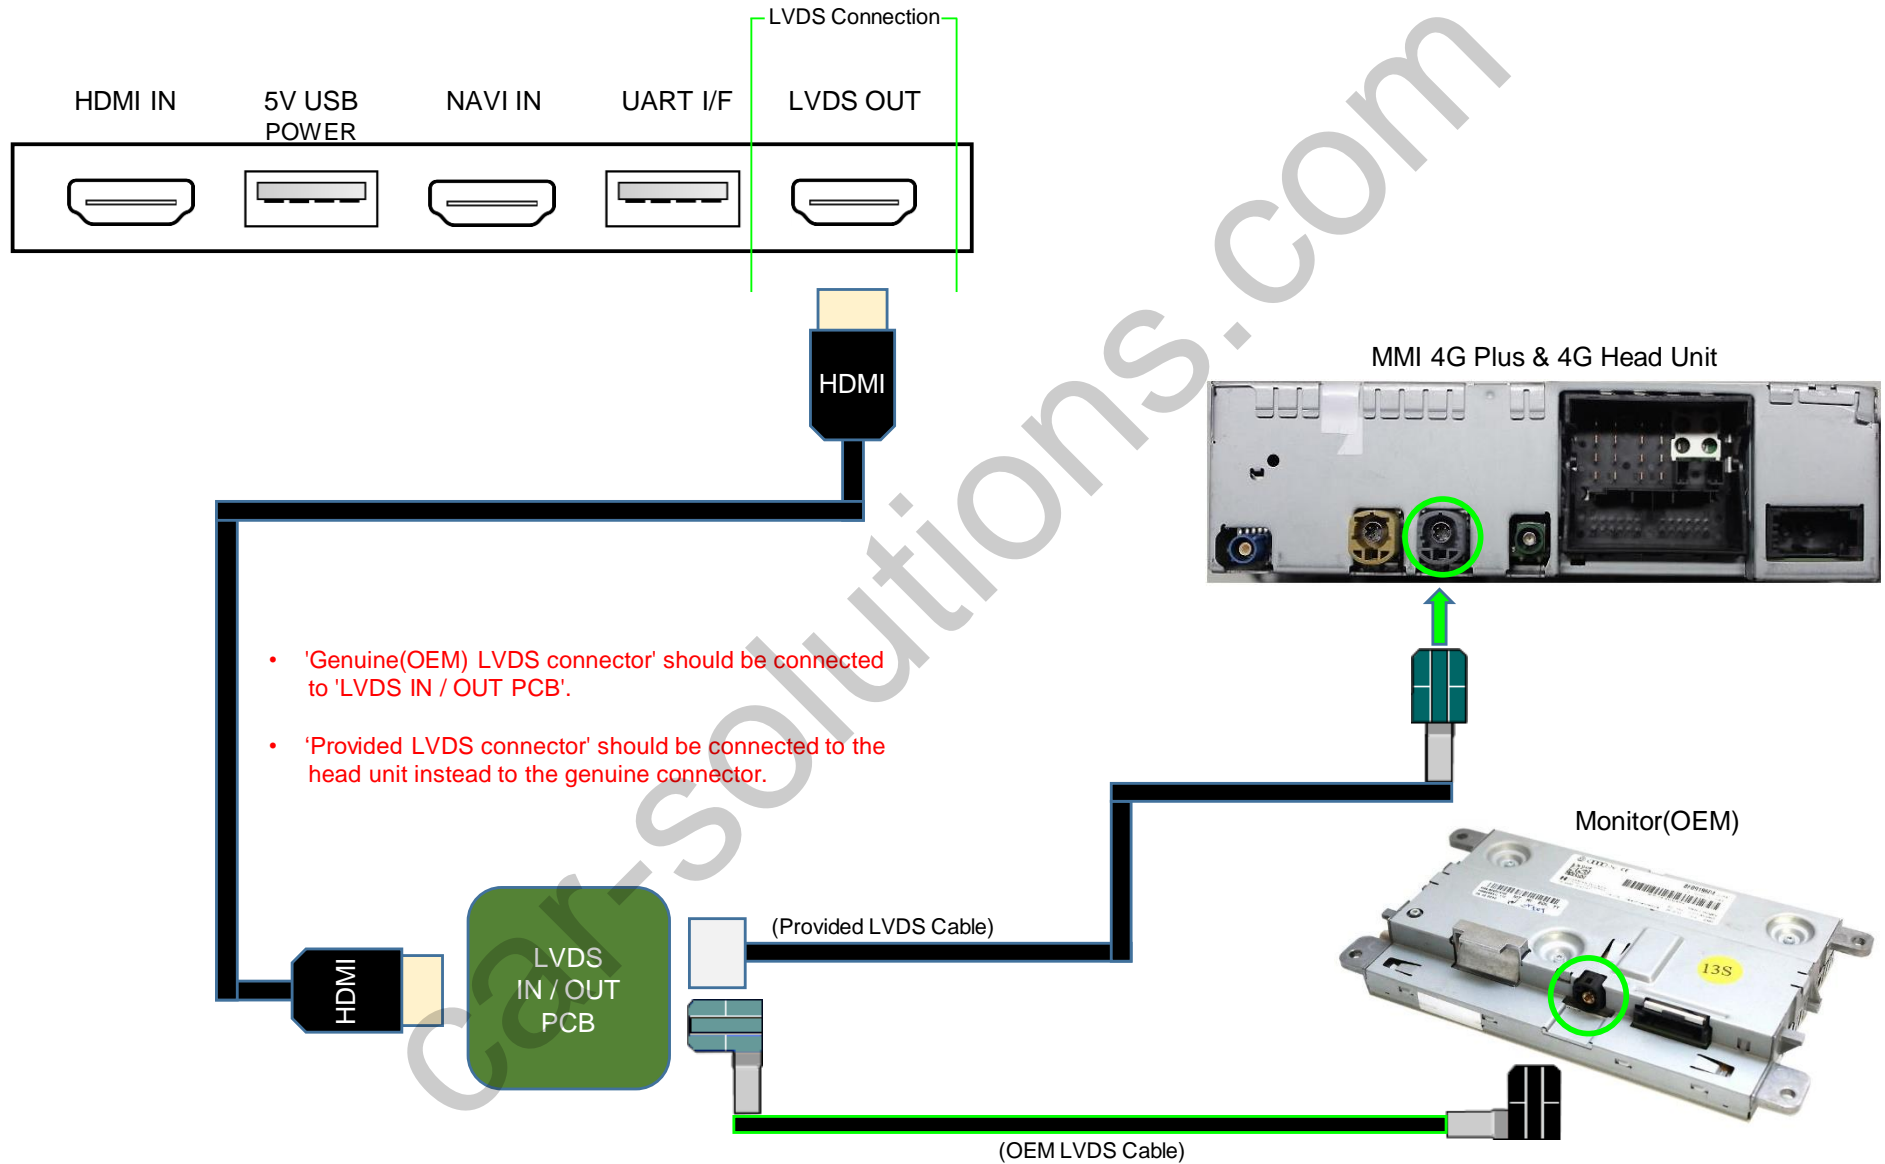 LVDS Connection
HDMI IN
5V USB
POWER
NAVI IN
UART I/F
LVDS OUT
HDMI
MMI 4G Plus & 4G Head Unit
• 'Genuine(OEM) LVDS connector' should be connected
to 'LVDS IN / OUT PCB'.
• ‘Provided LVDS connector' should be connected to the
head unit instead to the genuine connector.
Monitor(OEM)
(Provided LVDS Cable)
HDMI
LVDS
IN / OUT
PCB
13S
(OEM LVDS Cable)
car-solutions.com